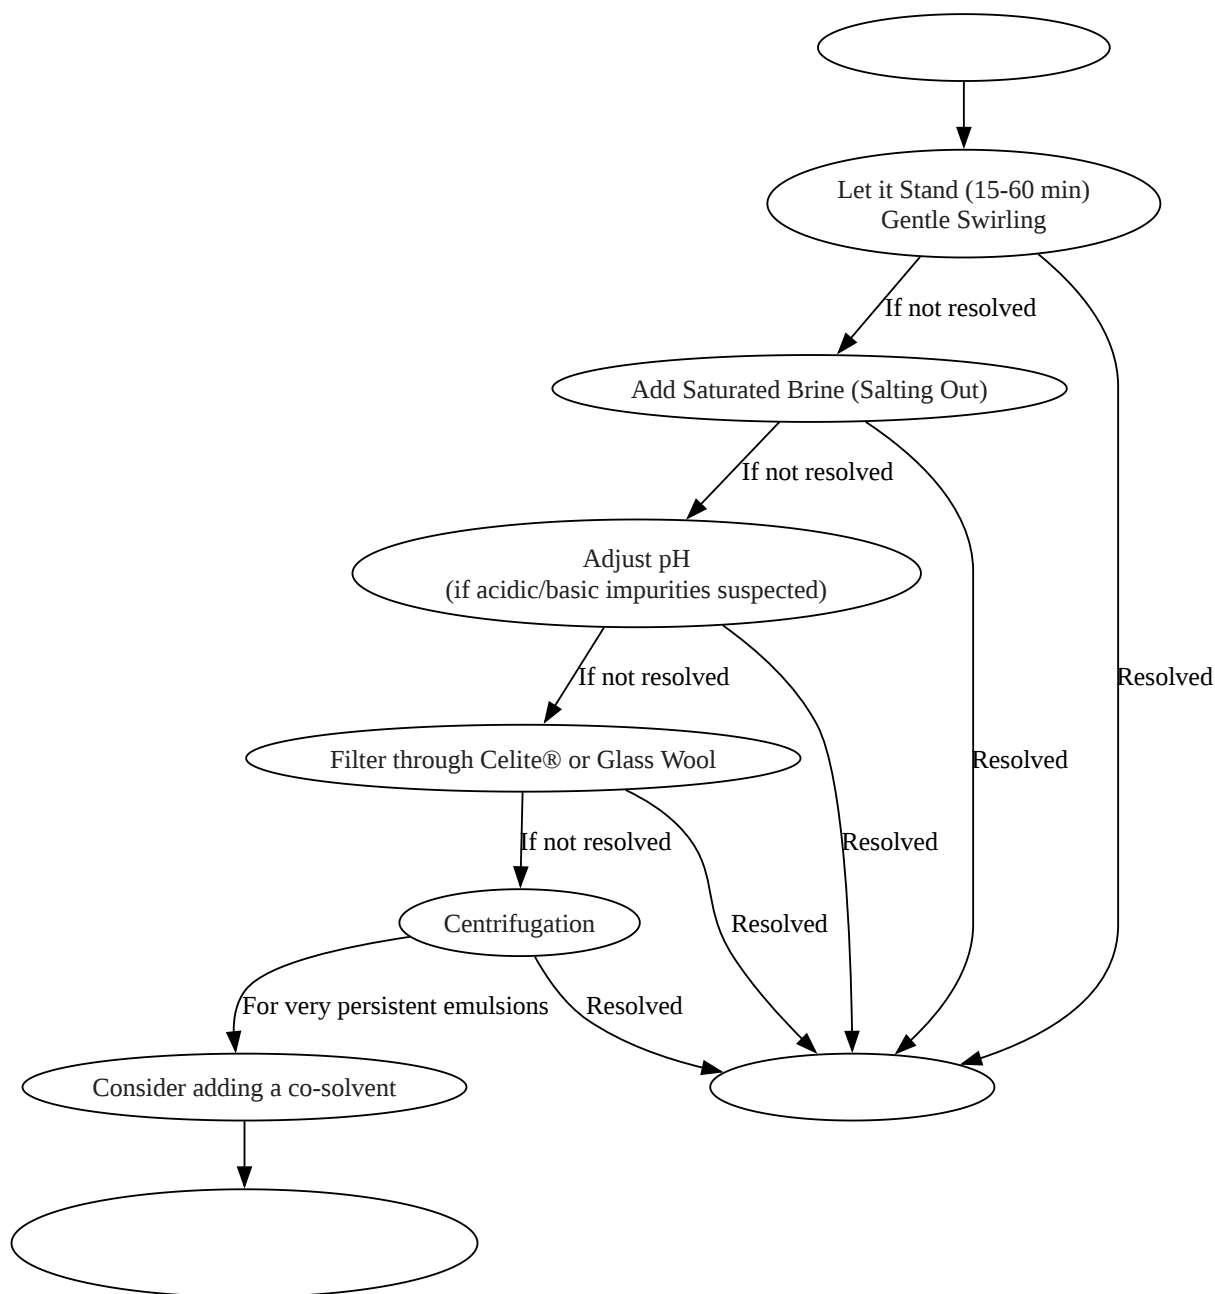 Let it Stand (15-60 min)
Gentle Swirling
If not resolved
Add Saturated Brine (Salting Out)
If not resolved
Adjust pH
(if acidic/basic impurities suspected)
If not resolved
Resolved
Filter through Celite® or Glass Wool
Resolved
If not resolved
Resolved
Centrifugation
Resolved
For very persistent emulsions
Resolved
Consider adding a co-solvent